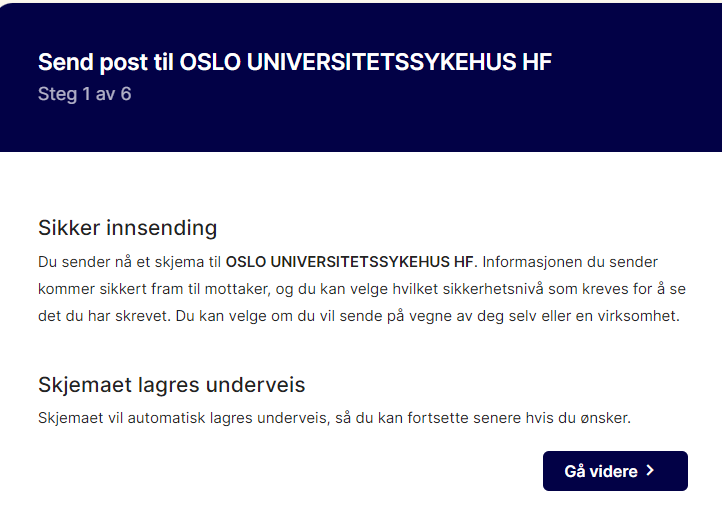 Send post til OSLO UNIVERSITETSSYKEHUS HF
Steg 1 av 6
Sikker innsending
Du sender nå et skjema til OSLO UNIVERSITETSSYKEHUS HF. Informasjonen du sender
kommer sikkert fram til mottaker, og du kan velge hvilket sikkerhetsnivå som kreves for å se
det du har skrevet. Du kan velge om du vil sende på vegne av deg selv eller en virksomhet.
Skjemaet lagres underveis
Skjemaet vil automatisk lagres underveis, så du kan fortsette senere hvis du ønsker.
Gå videre